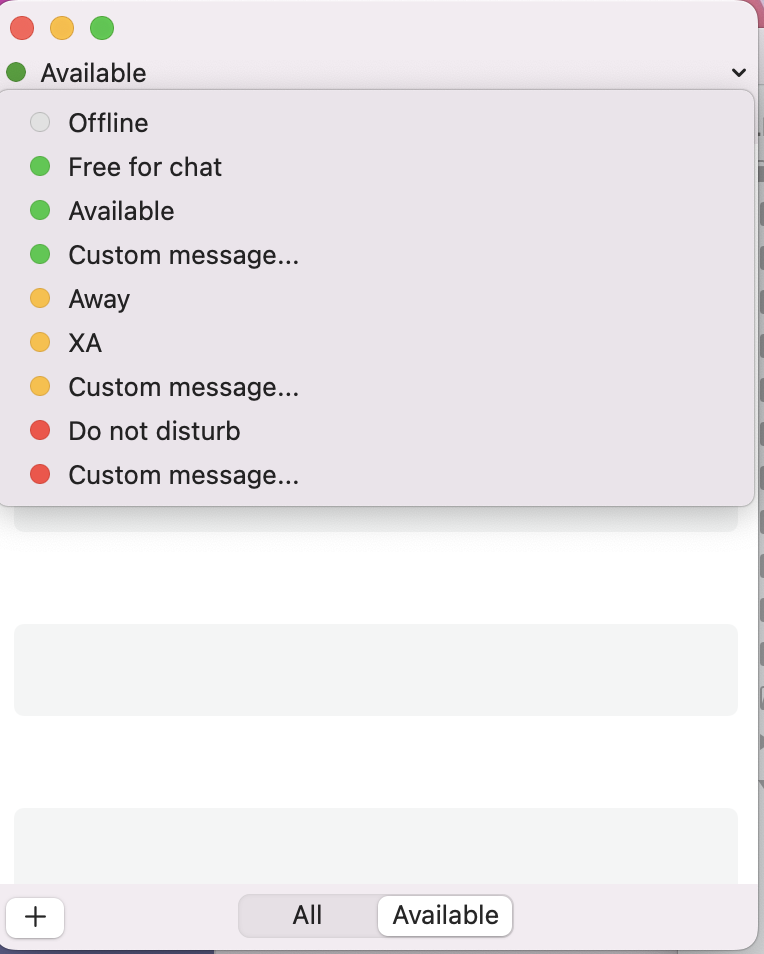 Available
Offline
Free for chat
Available
Custom message...
Away
XA
Custom message...
Do not disturb
Custom message...
All
Available